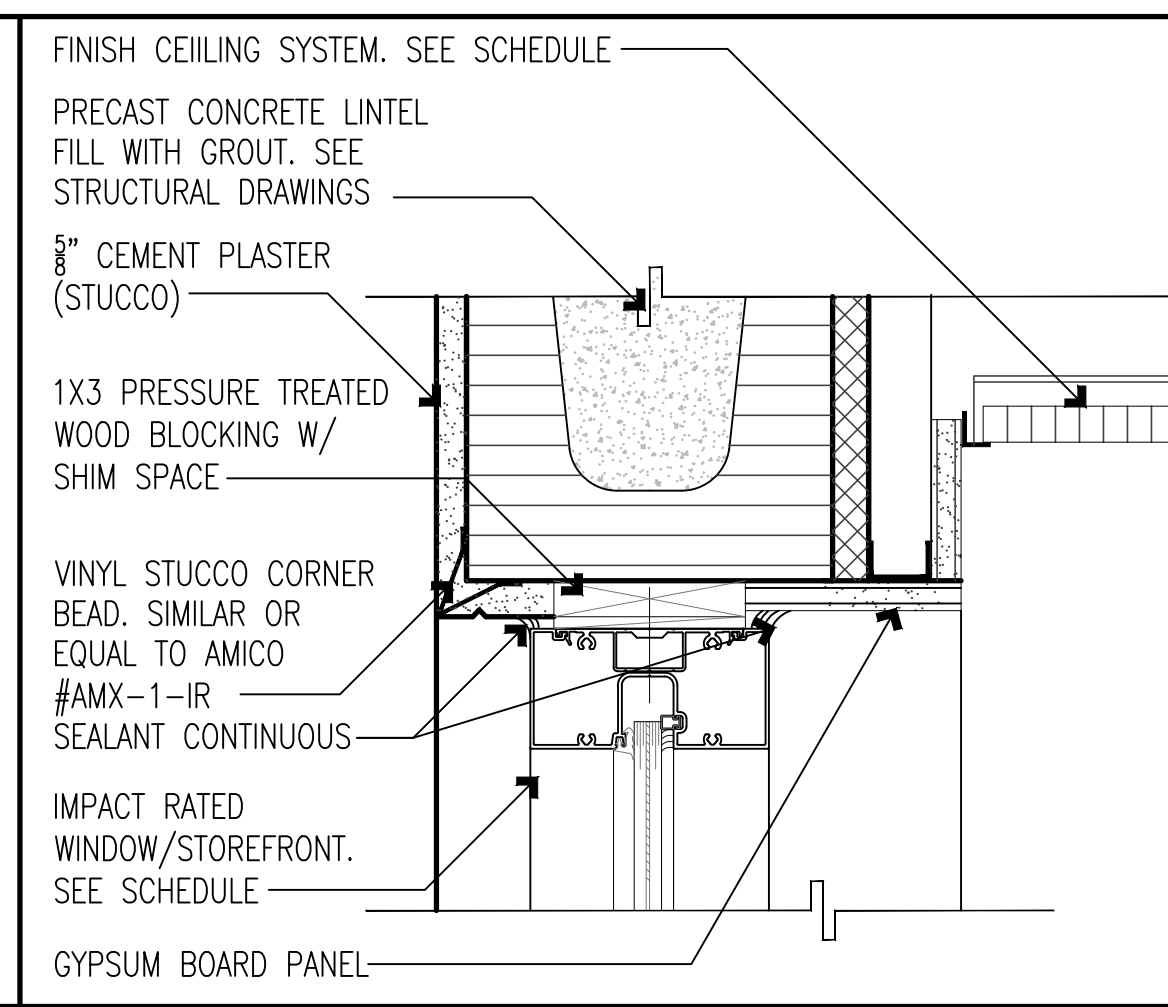 FINISH CEIILING SYSTEM. SEE SCHEDULE
PRECAST CONCRETE LINTEL
FILL WITH GROUT. SEE
STRUCTURAL DRAWINGS
5/8" CEMENT PLASTER
(STUCCO)
1X3 PRESSURE TREATED
WOOD BLOCKING W/
SHIM SPACE
VINYL STUCCO CORNER
BEAD. SIMILAR OR
EQUAL TO AMICO
#AMX-1-IR
SEALANT CONTINUOUS
IMPACT RATED
WINDOW/STOREFRONT.
SEE SCHEDULE
GYPSUM BOARD PANEL